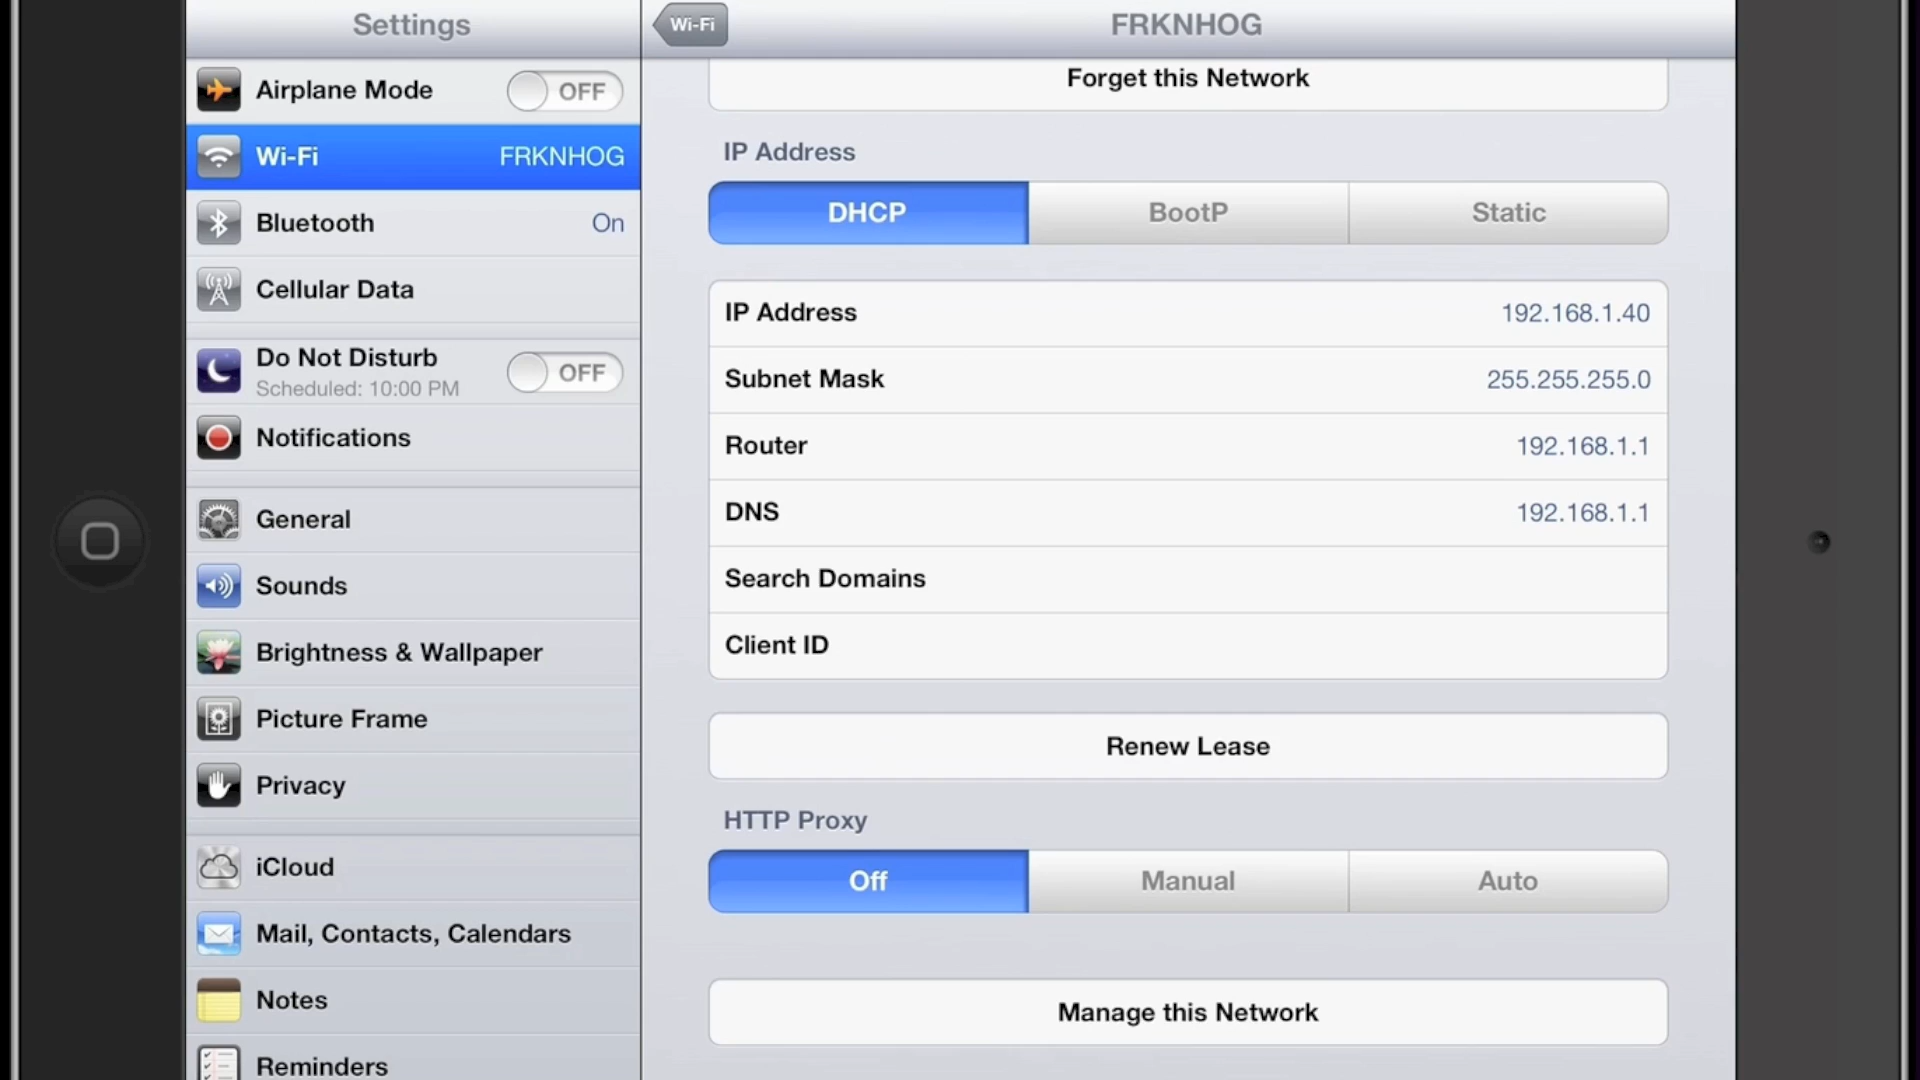 Settings
Airplane Mode OFF
Wi-Fi FRKNHOG
Bluetooth On
Cellular Data
Do Not Disturb OFF
Scheduled: 10:00 PM
Notifications
General
Sounds
Brightness & Wallpaper
Picture Frame
Privacy
iCloud
Mail, Contacts, Calendars
Notes
Reminders
Wi-Fi
FRKNHOG
Forget this Network
IP Address
DHCP BootP Static
IP Address 192.168.1.40
Subnet Mask 255.255.255.0
Router 192.168.1.1
DNS 192.168.1.1
Search Domains
Client ID
Renew Lease
HTTP Proxy
Off Manual Auto
Manage this Network